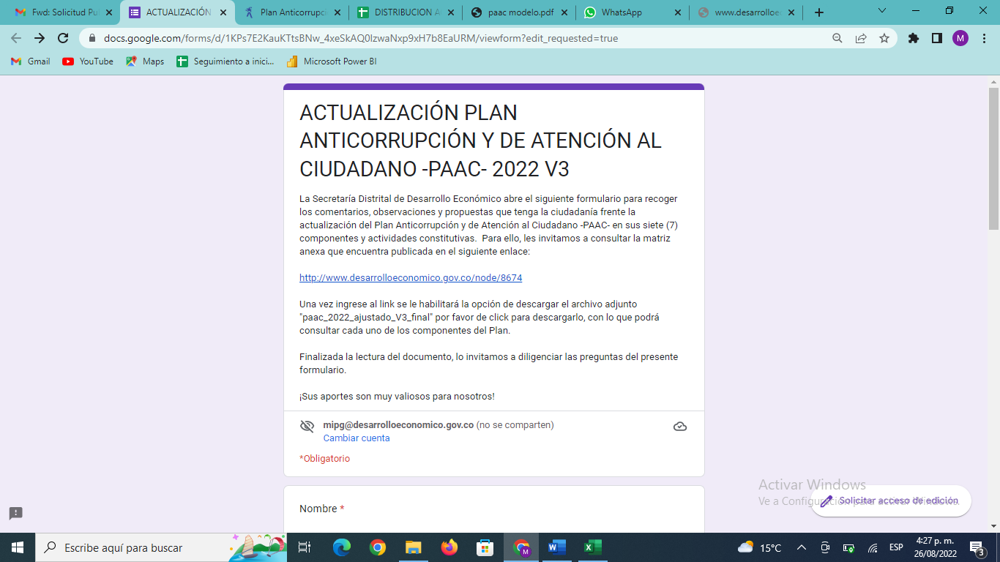 Fwd: Solicitud Pu
ACTUALIZACIÓN
Plan Anticorrupc
DISTRIBUCION A
paac modelo.pdf
WhatsApp
www.desarrolloe
docs.google.com/forms/d/1KPs7E2KauKTtsBNw_4xeSkAQ0lzwaNxp9xH7b8EaURM/viewform?edit_requested=true
M
Gmail
YouTube
Maps
Seguimiento a inici...
Microsoft Power BI
ACTUALIZACIÓN PLAN
ANTICORRUPCIÓN Y DE ATENCIÓN AL
CIUDADANO -PAAC- 2022 V3
La Secretaría Distrital de Desarrollo Económico abre el siguiente formulario para recoger
los comentarios, observaciones y propuestas que tenga la ciudadanía frente la
actualización del Plan Anticorrupción y de Atención al Ciudadano -PAAC- en sus siete (7)
componentes y actividades constitutivas.  Para ello, les invitamos a consultar la matriz
anexa que encuentra publicada en el siguiente enlace:
http://www.desarrolloeconomico.gov.co/node/8674
Una vez ingrese al link se le habilitará la opción de descargar el archivo adjunto
"paac_2022_ajustado_V3_final" por favor de click para descargarlo, con lo que podrá
consultar cada uno de los componentes del Plan.
Finalizada la lectura del documento, lo invitamos a diligenciar las preguntas del presente
formulario.
¡Sus aportes son muy valiosos para nosotros!
mipg@desarrolloeconomico.gov.co (no se comparten)
Cambiar cuenta
*Obligatorio
Nombre *
Activar Windows
Ve a Configuración para activar Windows.
Solicitar acceso de edición
Escribe aquí para buscar
M
15°C
ESP
4:27 p. m.
26/08/2022
3